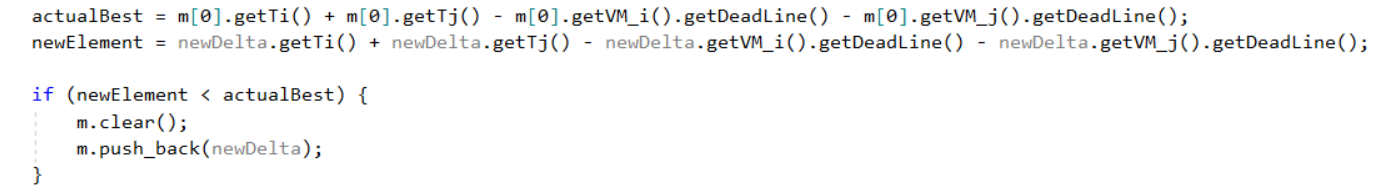 actualBest = m[0].getTi() + m[0].getTj() - m[0].getVM_i().getDeadLine() - m[0].getVM_j().getDeadLine();
newElement = newDelta.getTi() + newDelta.getTj() - newDelta.getVM_i().getDeadLine() - newDelta.getVM_j().getDeadLine();
if (newElement < actualBest) {
    m.clear();
    m.push_back(newDelta);
}